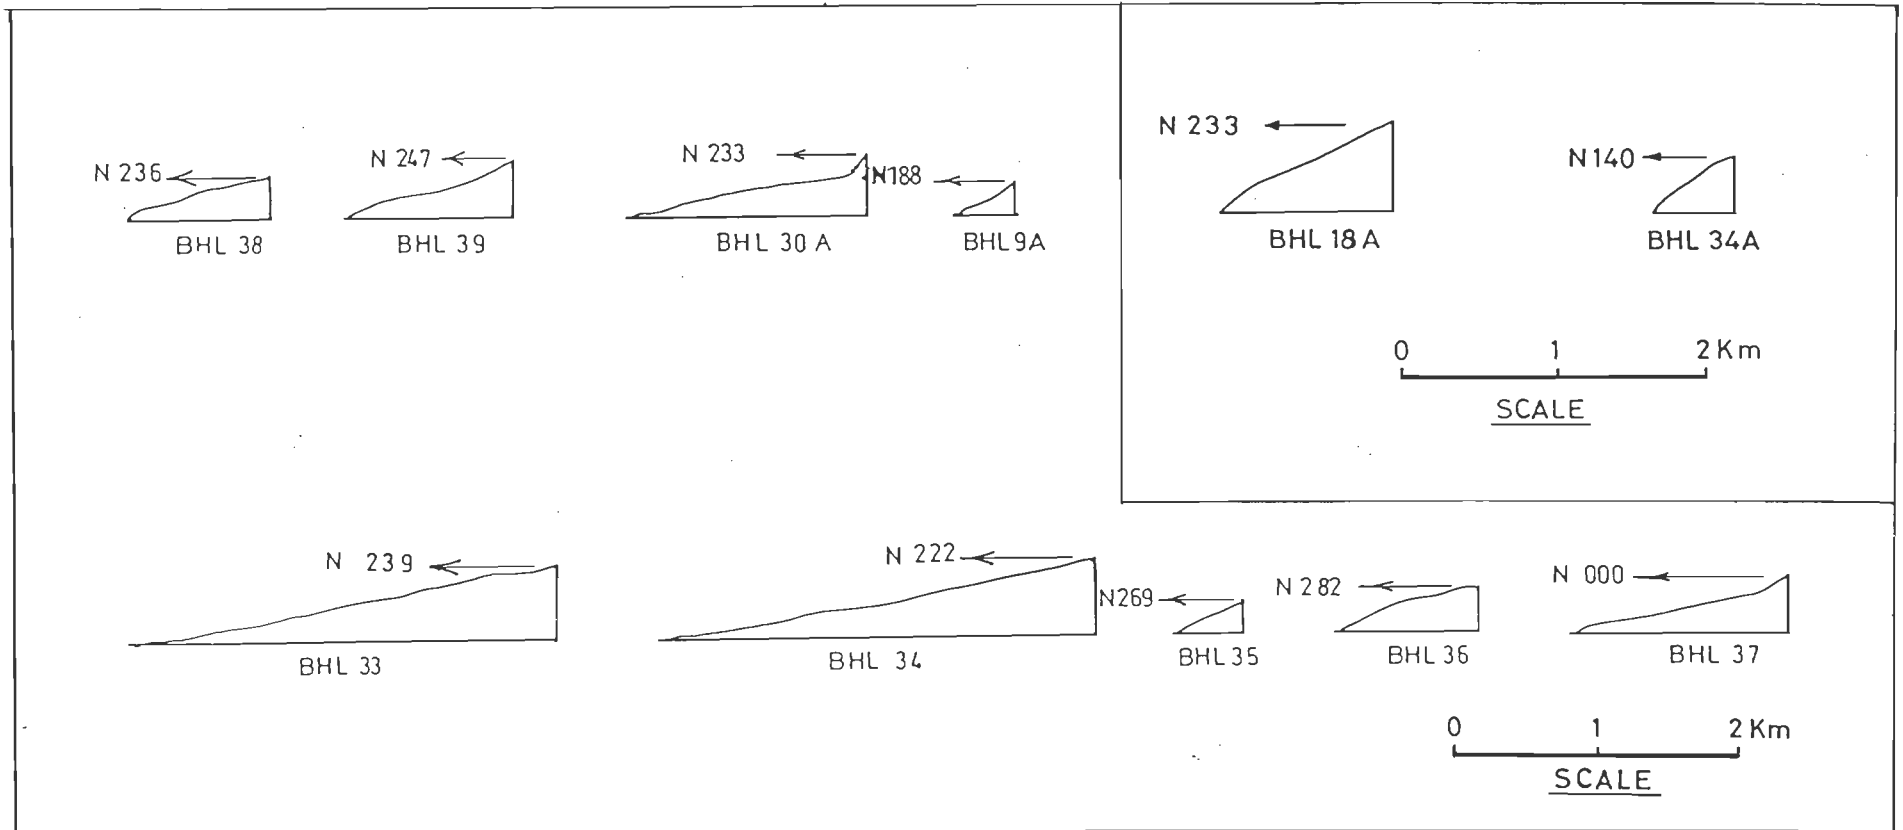 N 236
BHL 38
N 247
BHL 39
N 233
BHL 30 A
N188
BHL 9A
N 233
BHL 18 A
N140
BHL 34A
0 1 2 Km
SCALE
N 239
BHL 33
N 222
BHL 34
N269
BHL 35
N 282
BHL 36
N 000
BHL 37
0 1 2 Km
SCALE